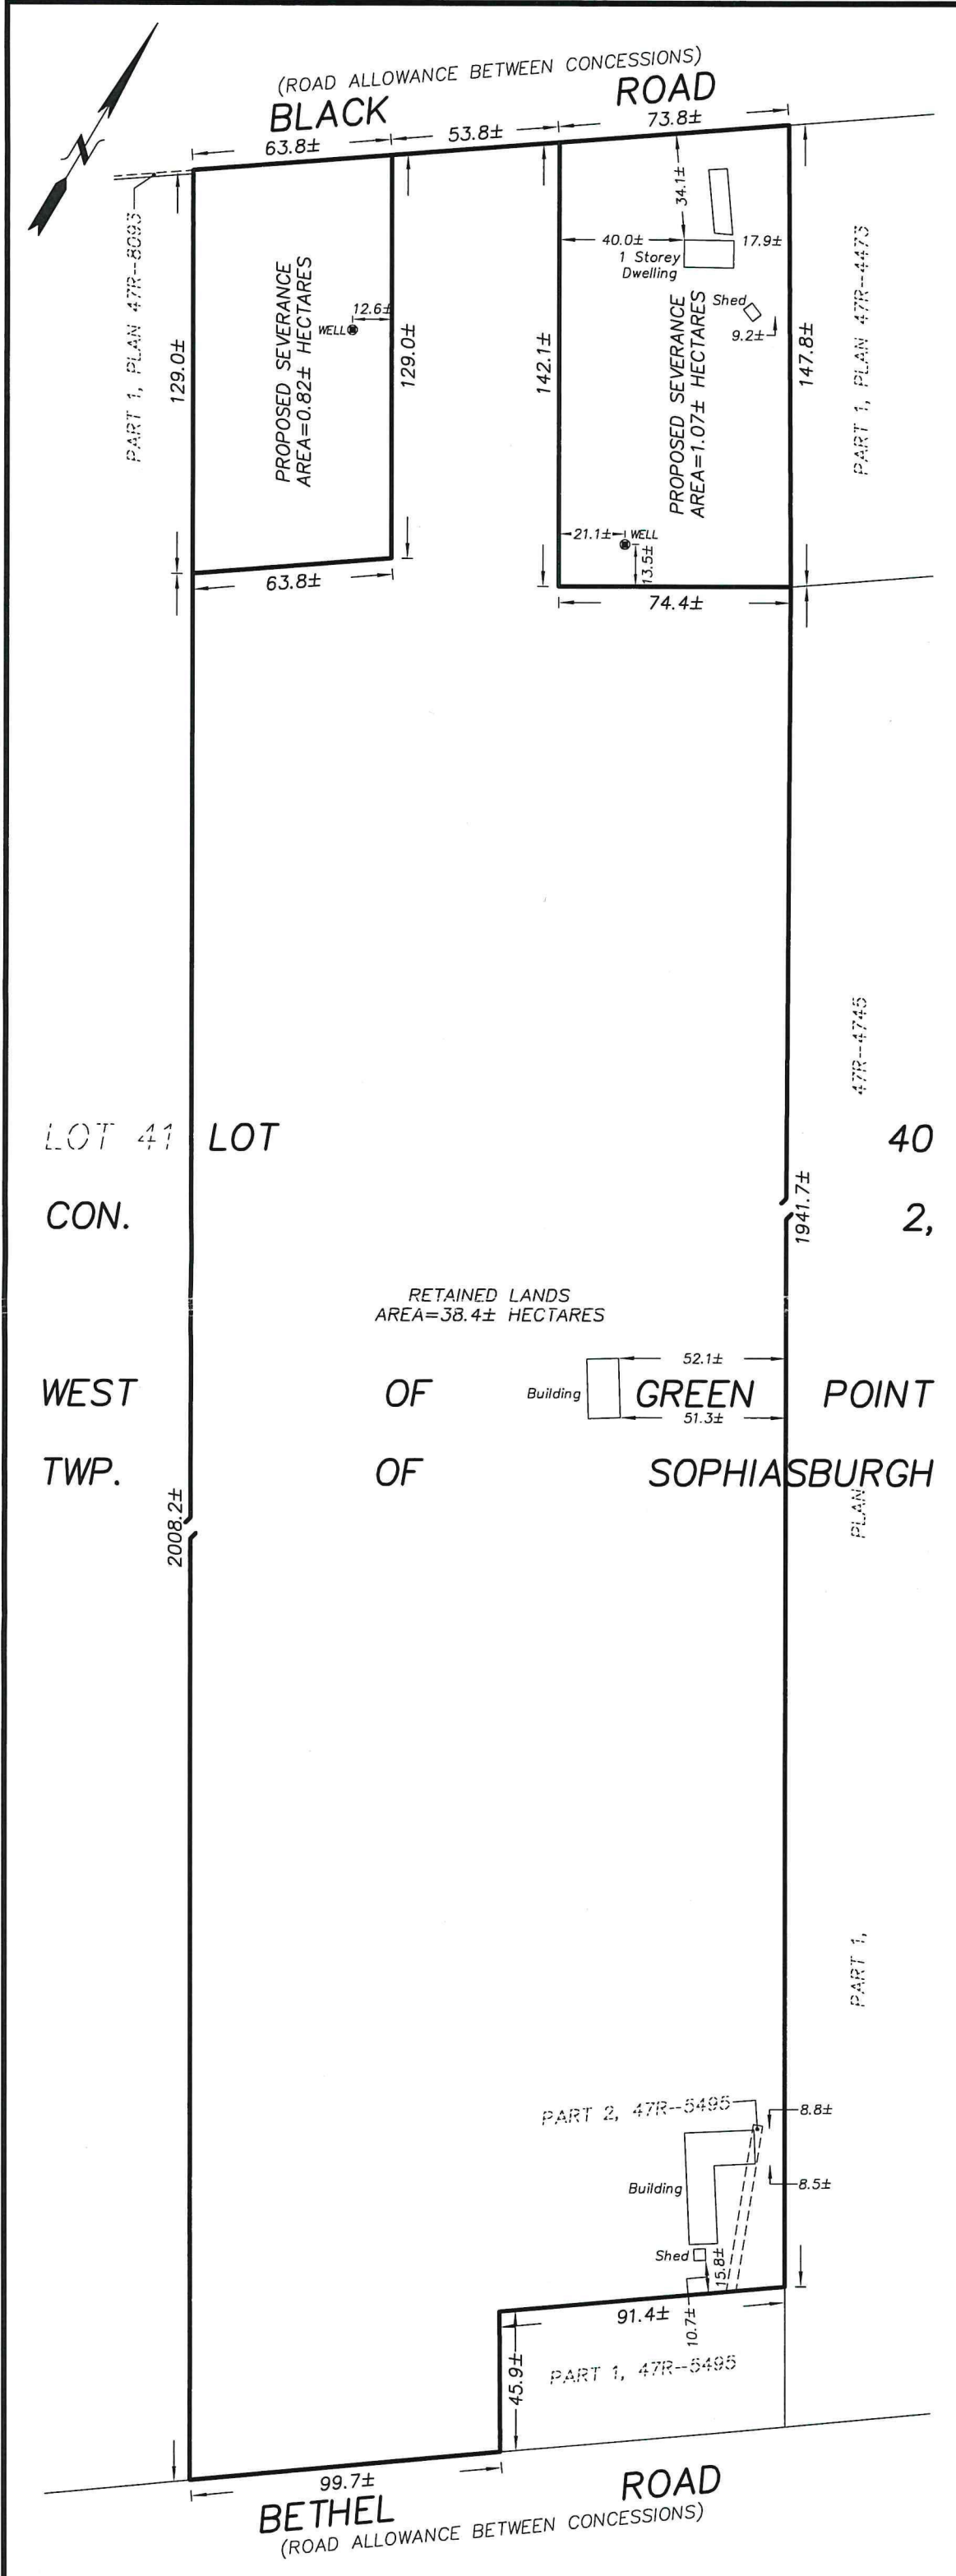 (ROAD ALLOWANCE BETWEEN CONCESSIONS)
BLACK ROAD
63.8±
53.8±
73.8±
N
PART 1, PLAN 47R-8093
129.0±
PROPOSED SEVERANCE
AREA=0.82± HECTARES
12.6±
WELL
129.0±
63.8±
142.1±
34.1±
40.0±
17.9±
1 Storey
Dwelling
Shed
9.2±
PROPOSED SEVERANCE
AREA=1.07± HECTARES
21.1±
WELL
13.5±
74.4±
147.8±
PART 1, PLAN 47R-4473
47R-4745
LOT 41 LOT 40
CON. 2,
1941.7±
RETAINED LANDS
AREA=38.4± HECTARES
52.1±
WEST OF Building GREEN POINT
51.3±
TWP. OF SOPHIASBURGH
PLAN
2008.2±
PART 1,
PART 2, 47R-5495
8.8±
Building
8.5±
Shed
15.8±
91.4±
10.7±
45.9±
PART 1, 47R-5495
99.7±
BETHEL ROAD
(ROAD ALLOWANCE BETWEEN CONCESSIONS)